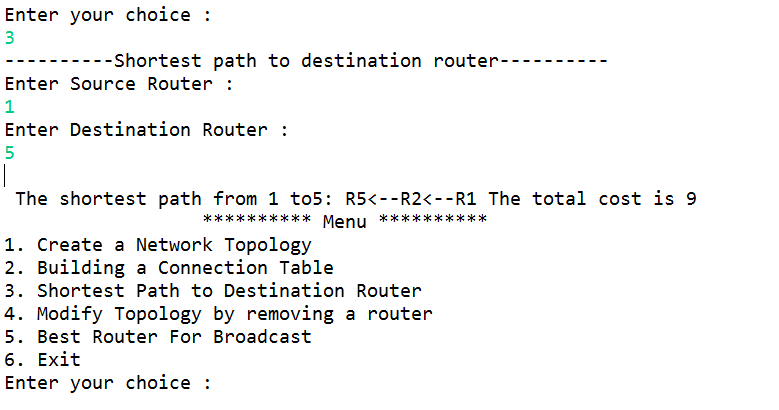 Enter your choice :
3
----------Shortest path to destination router----------
Enter Source Router :
1
Enter Destination Router :
5
The shortest path from 1 to5: R5<--R2<--R1 The total cost is 9
********** Menu **********
1. Create a Network Topology
2. Building a Connection Table
3. Shortest Path to Destination Router
4. Modify Topology by removing a router
5. Best Router For Broadcast
6. Exit
Enter your choice :